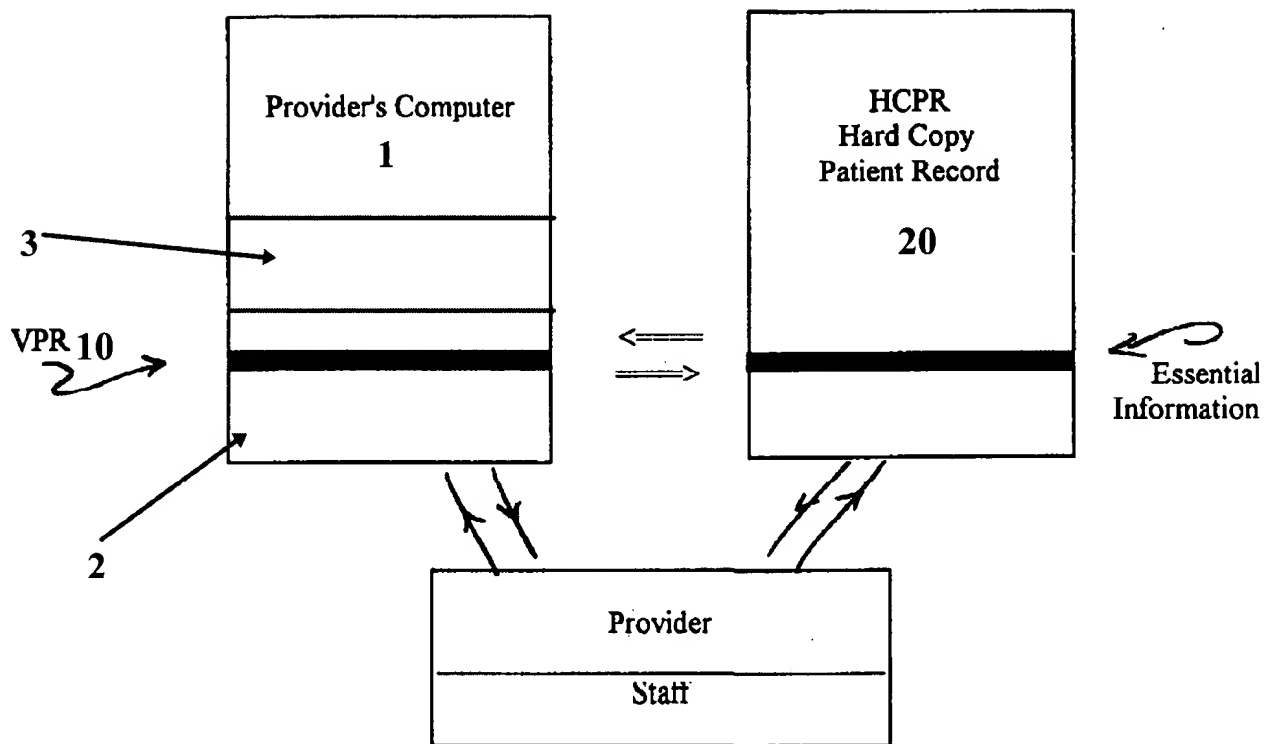 Provider's Computer
1
HCPR
Hard Copy
Patient Record
20
3
VPR 10
Essential
Information
2
Provider
Staff